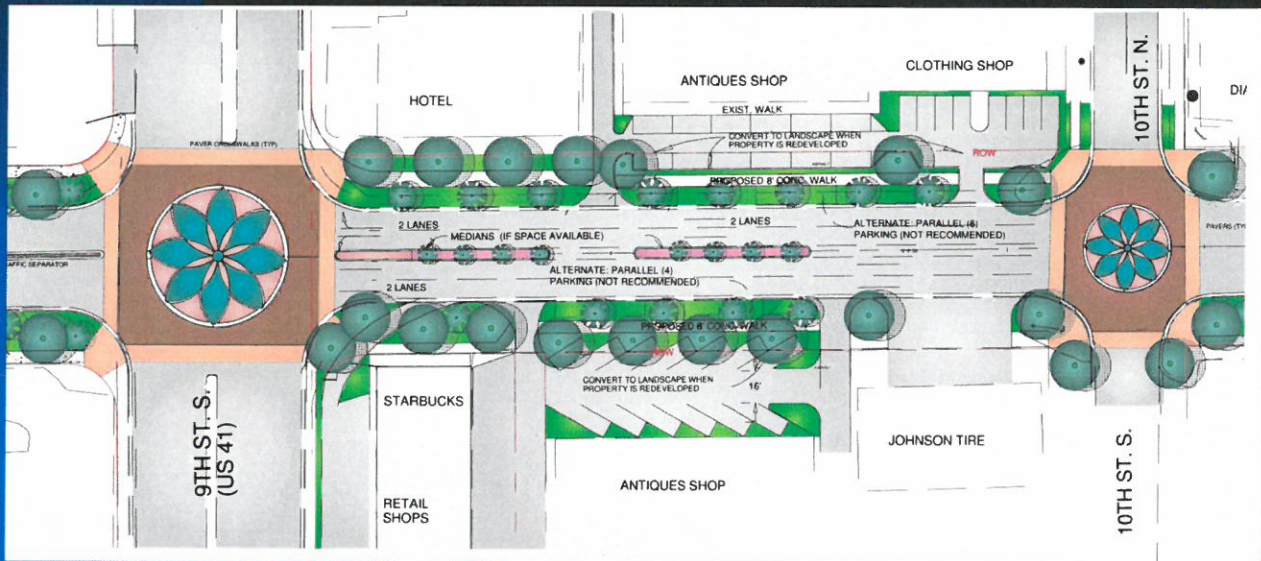 ANTIQUES SHOP
CLOTHING SHOP
10TH ST. N.
HOTEL
EXIST. WALK
CONVERT TO LANDSCAPE WHEN
PROPERTY IS REDEVELOPED
ROW
PAVER CROSSWALKS (TYP)
PROPOSED 8' CONC. WALK
2 LANES
2 LANES
ALTERNATE: PARALLEL (6)
PARKING (NOT RECOMMENDED)
MEDIANS (IF SPACE AVAILABLE)
ALTERNATE: PARALLEL (4)
PARKING (NOT RECOMMENDED)
2 LANES
PROPOSED 8' CONC. WALK
ROW
CONVERT TO LANDSCAPE WHEN
PROPERTY IS REDEVELOPED
16'
STARBUCKS
9TH ST. S.
(US 41)
JOHNSON TIRE
ANTIQUES SHOP
RETAIL
SHOPS
10TH ST. S.